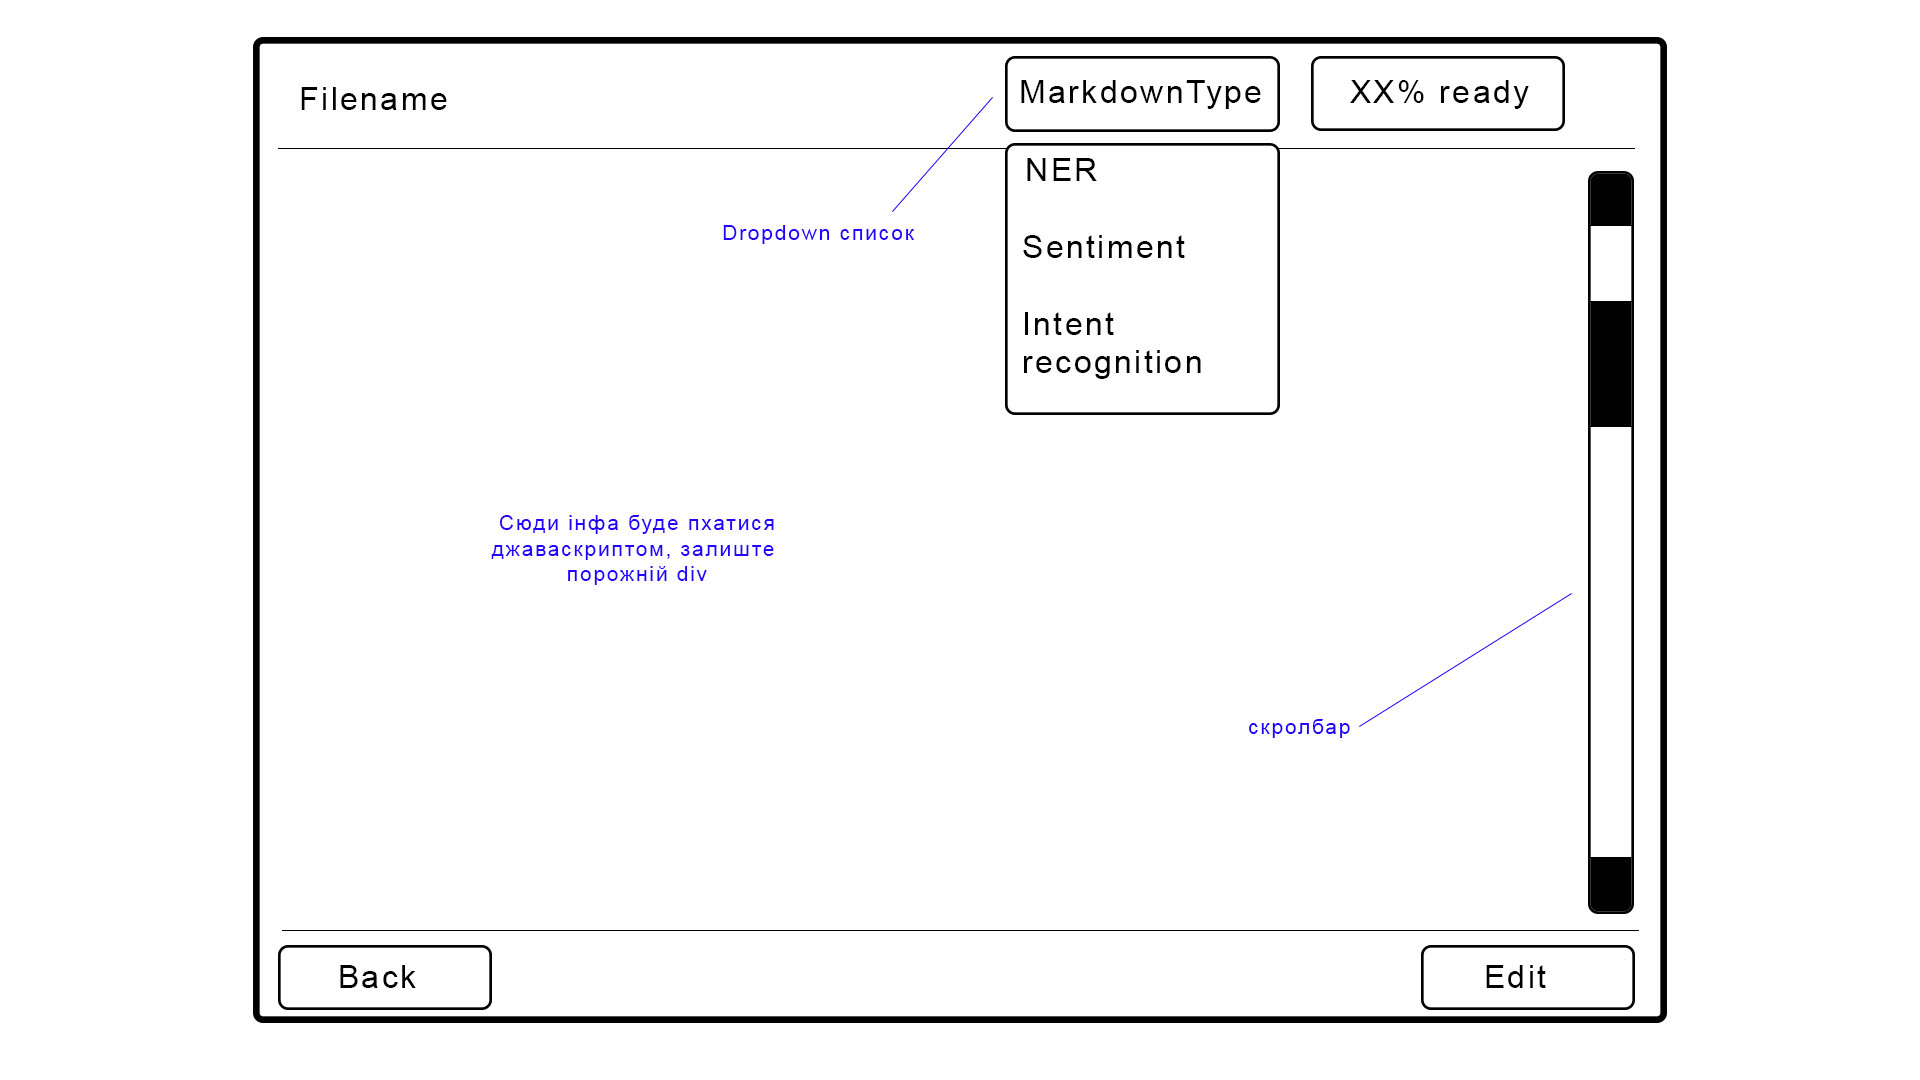 Filename
MarkdownType
XX% ready
NER
Dropdown список
Sentiment
Intent
recognition
Сюди інфа буде пхатися
джаваскриптом, залиште
порожній div
скролбар
Back
Edit